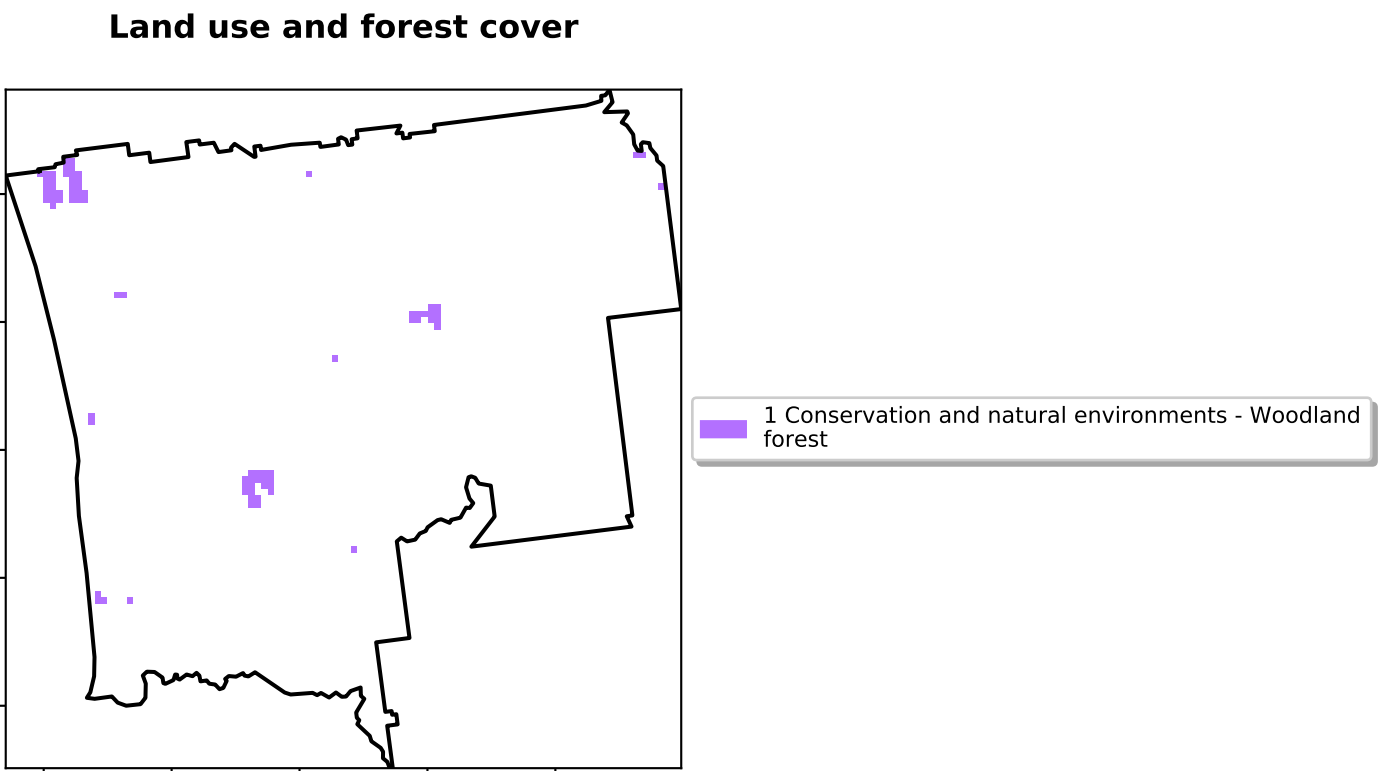 Land use and forest cover
1 Conservation and natural environments - Woodland
forest